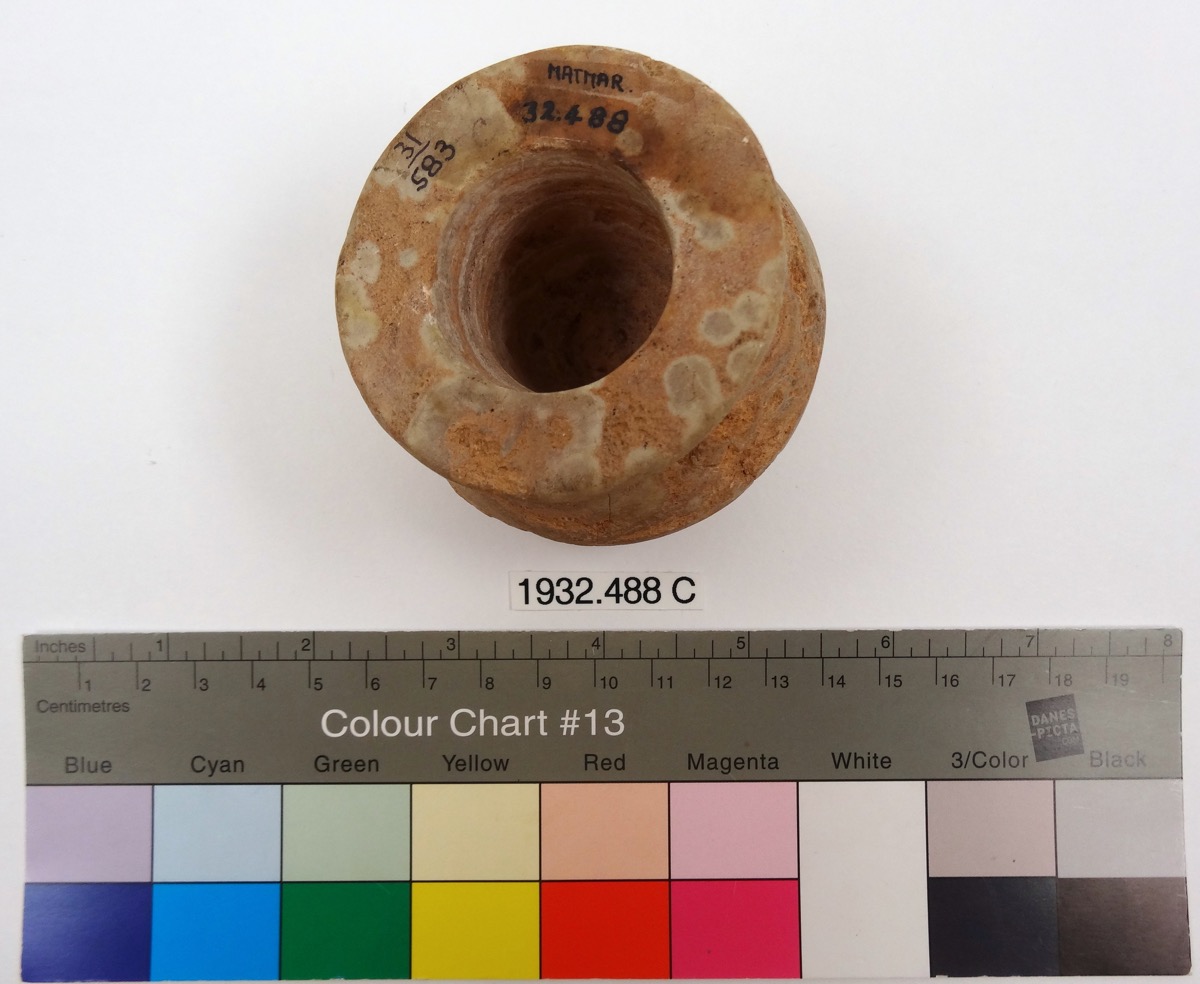 MATMAR.
32.488
31/
583
1932.488 C
Inches 1 2 3 4 5 6 7 8
1 2 3 4 5 6 7 8 9 10 11 12 13 14 15 16 17 18 19
Centimetres
Colour Chart #13
DANES
-PICTA
Blue Cyan Green Yellow Red Magenta White 3/Color Black